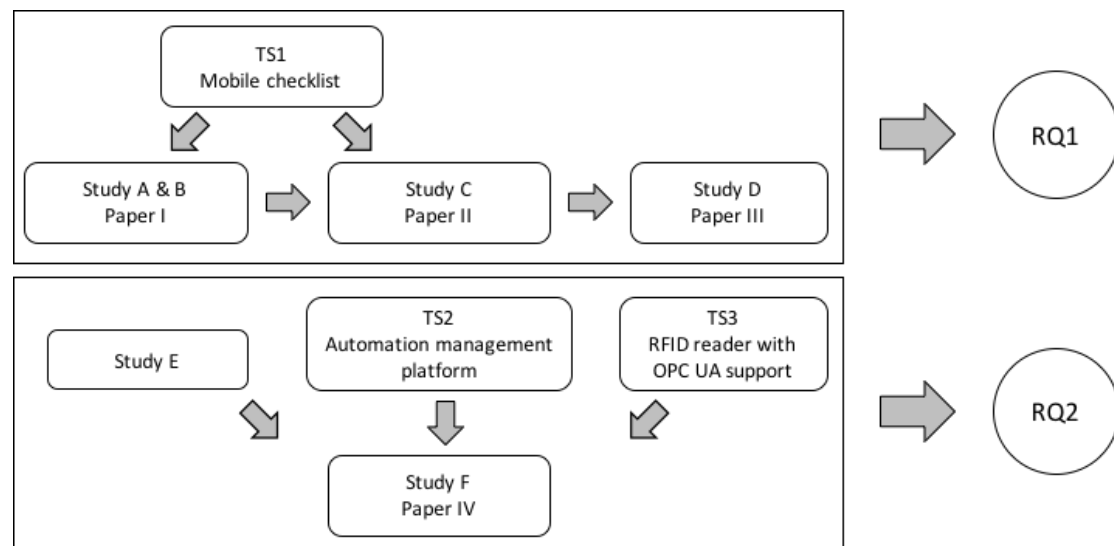 TS1
Mobile checklist
Study A & B
Paper I
Study C
Paper II
Study D
Paper III
RQ1
Study E
TS2
Automation management
platform
TS3
RFID reader with
OPC UA support
Study F
Paper IV
RQ2